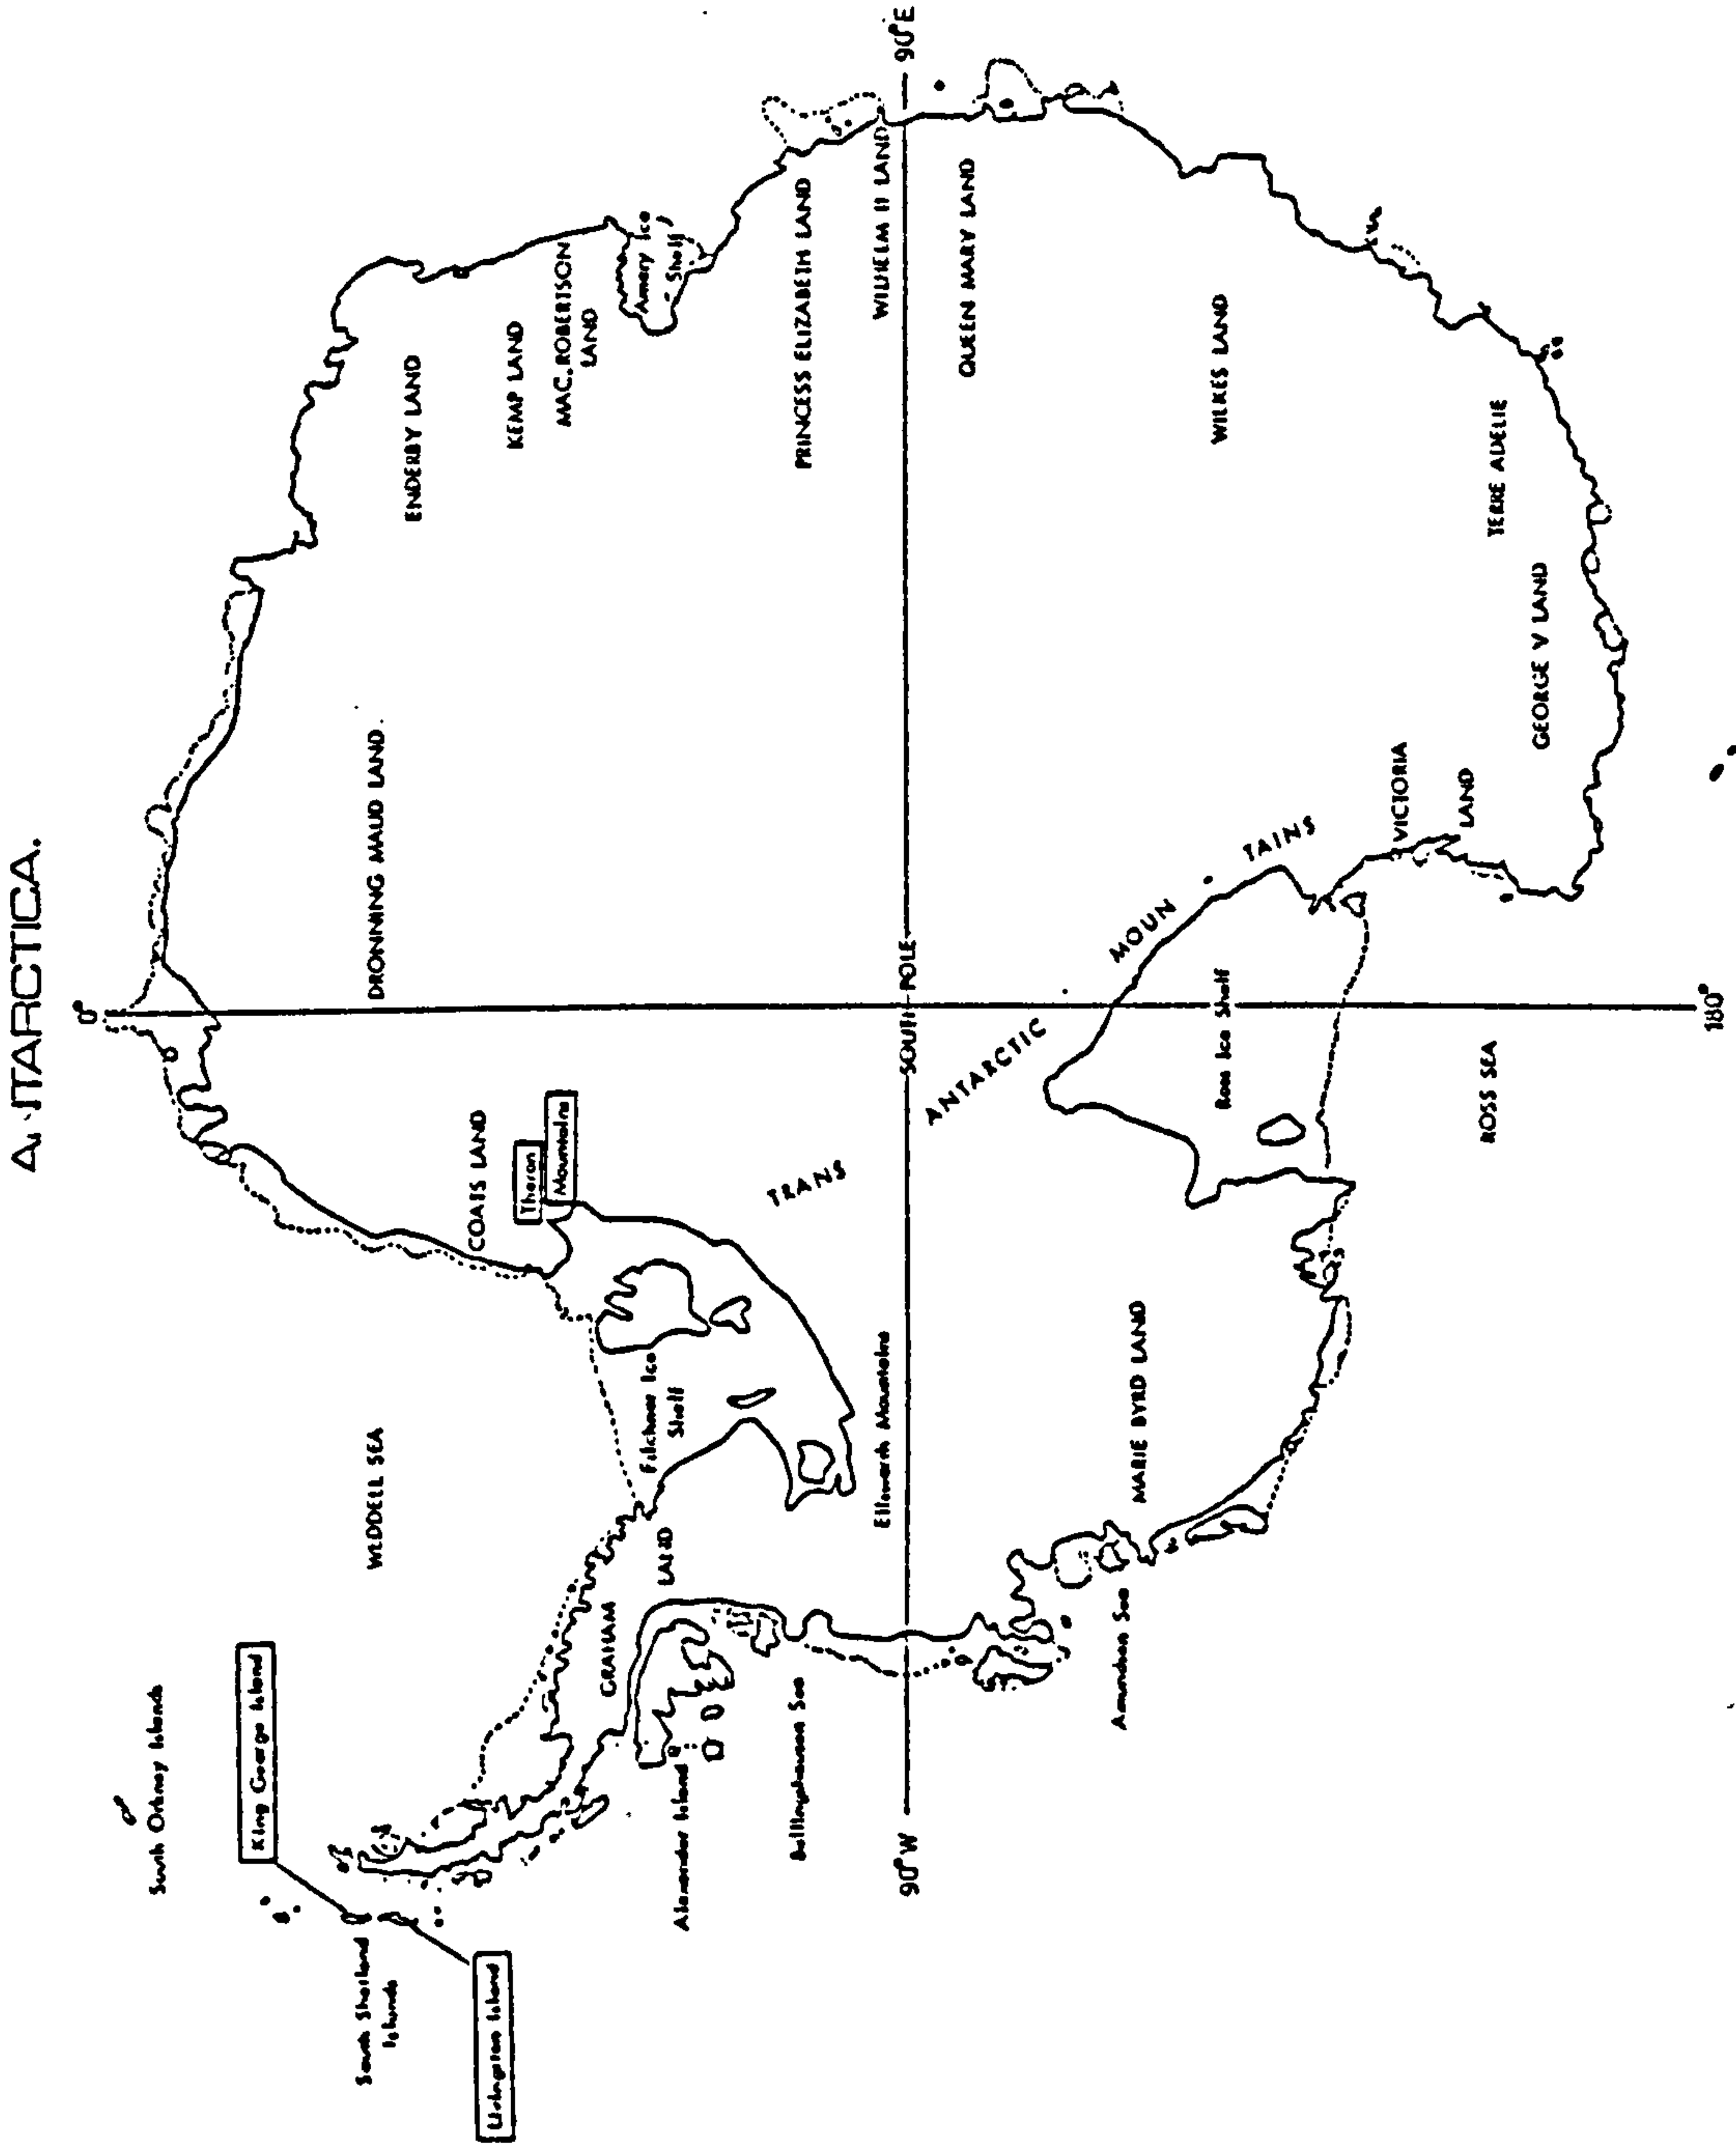 ANTARCTICA.
0°
South Orkney Islands
King George Island
South Shetland
Islands
Livingston Island
WEDDELL SEA
COATS LAND
Theron
Mountains
DRONNING MAUD LAND
ENDERBY LAND
KEMP LAND
MAC. ROBERTSON
LAND
Amery Ice
Shelf
GRAHAM
LAND
Filchner Ice
Shelf
Alexander Island
Bellingshausen Sea
TRANS
PRINCESS ELIZABETH LAND
WILHELM II LAND
Ellsworth Mountains
90°W
SOUTH POLE
90°E
QUEEN MARY LAND
ANTARCTIC
MOUN
TAINS
Amundsen Sea
MARIE BYRD LAND
Ross Ice Shelf
WILKES LAND
VICTORIA
LAND
ROSS SEA
TERRE ADELIE
GEORGE V LAND
180°